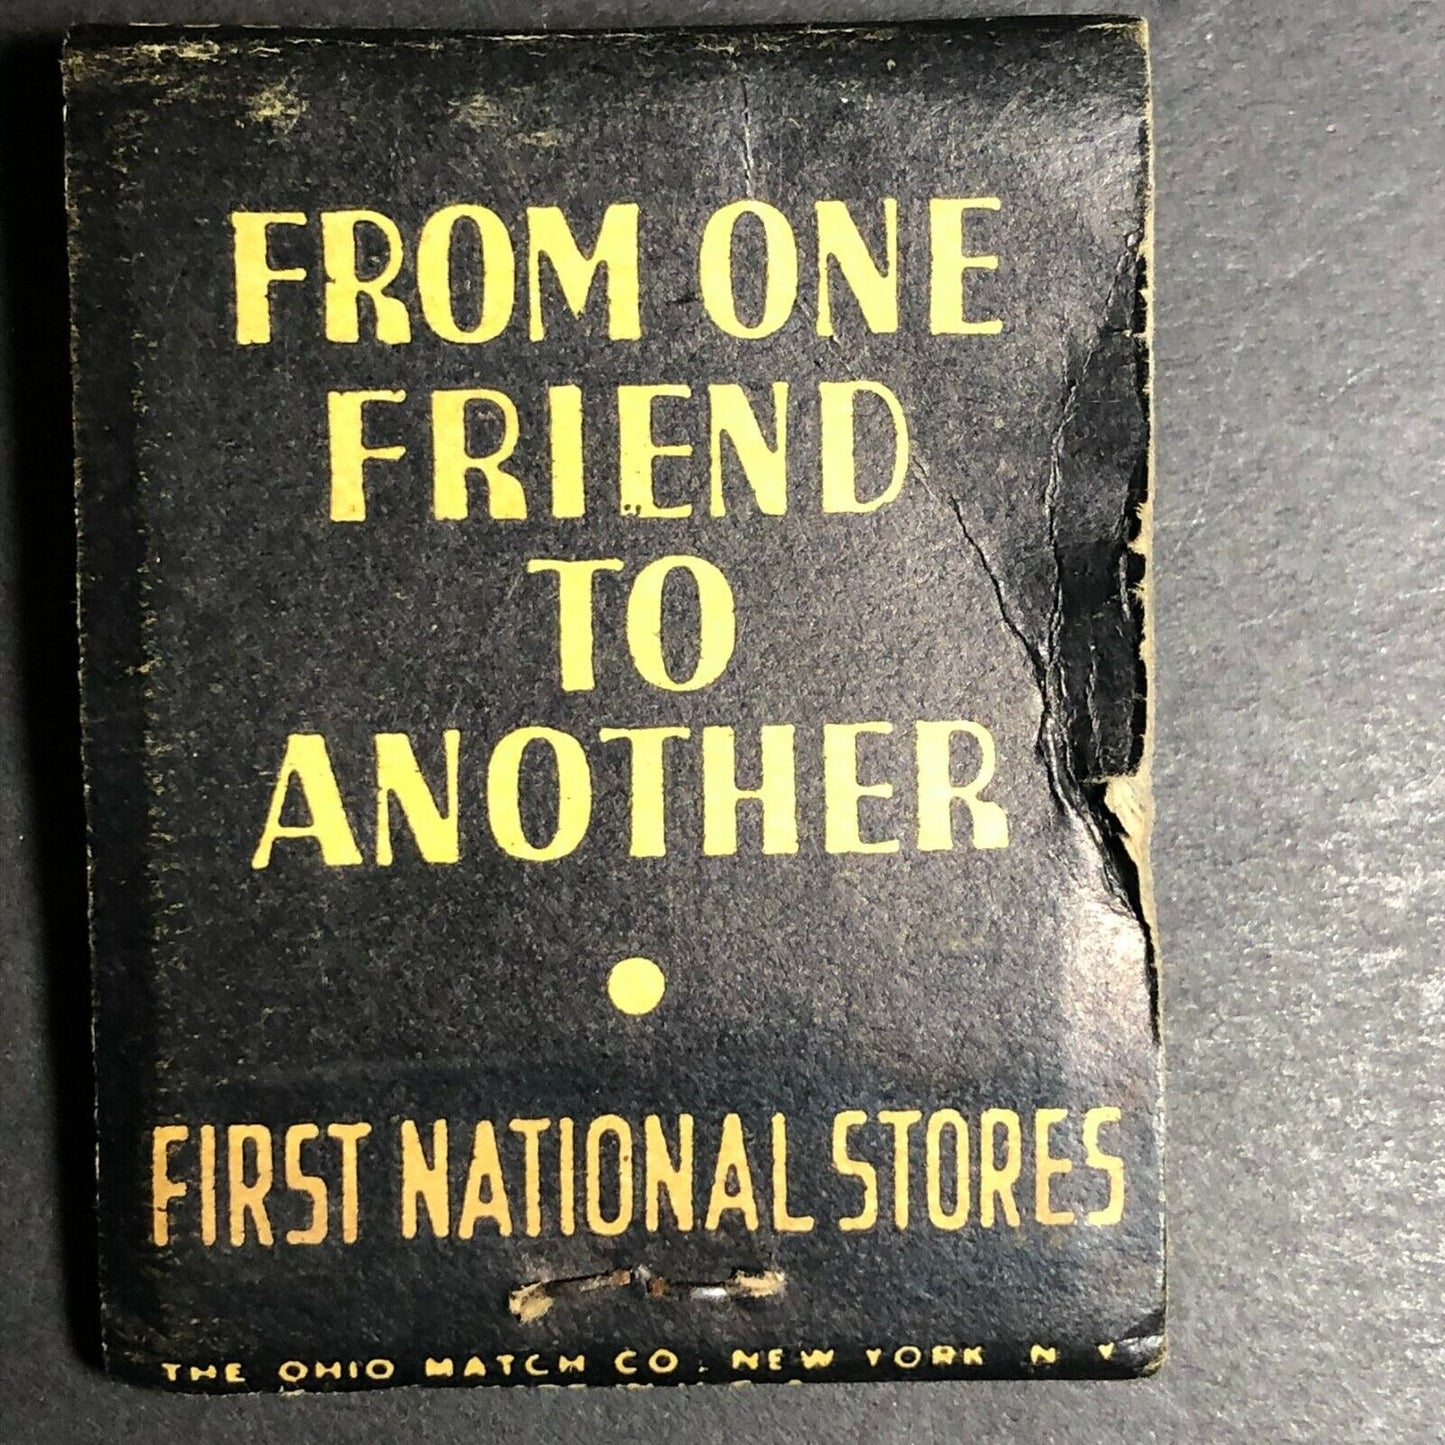 FROM ONE
FRIEND
TO
ANOTHER
FIRST NATIONAL STORES
THE OHIO MATCH CO. NEW YORK N Y